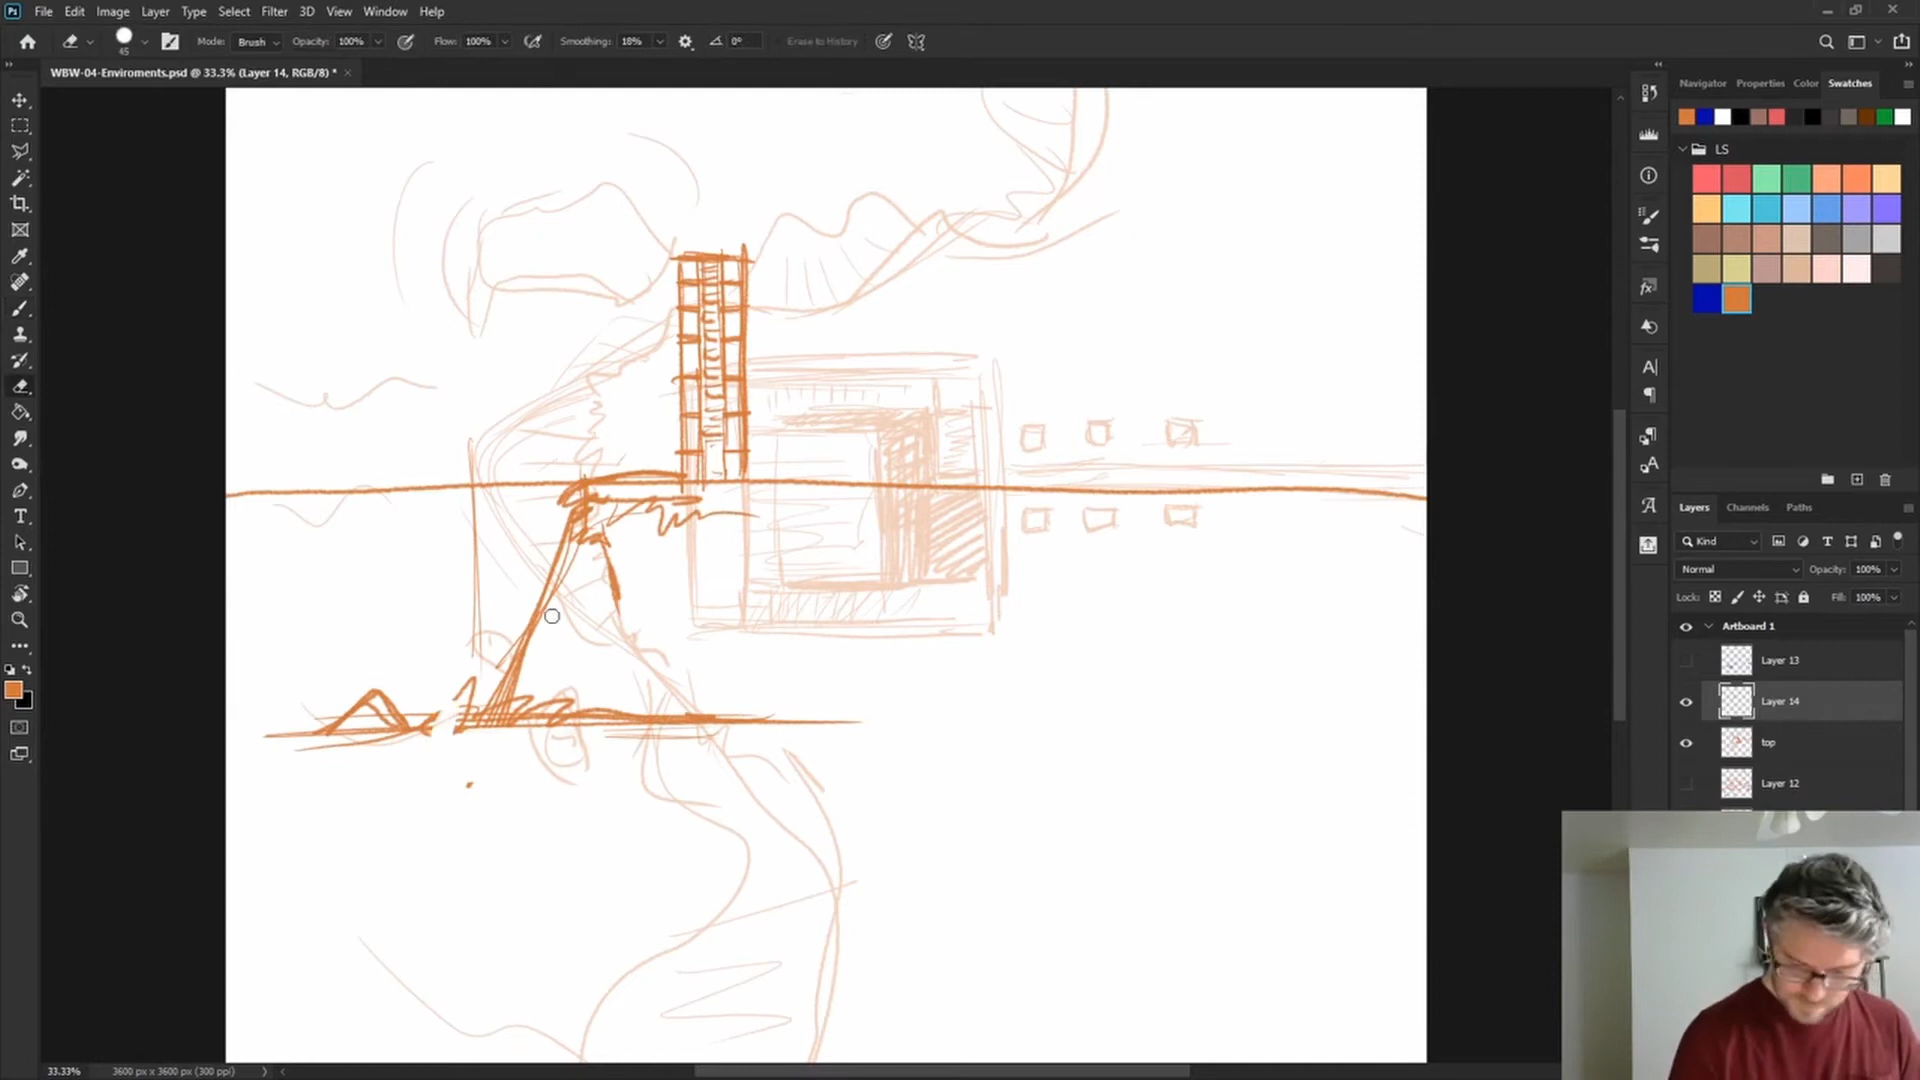 Ps File Edit Image Layer Type Select Filter 3D View Window Help
45 Mode: Brush Opacity: 100% Flow: 100% Smoothing: 18% 0° Erase to History
WBW-04-Enviroments.psd @ 33.3% (Layer 14, RGB/8) *
Navigator Properties Color Swatches
LS
Layers Channels Paths
Kind
Normal Opacity: 100%
Lock: Fill: 100%
Artboard 1
Layer 13
Layer 14
top
Layer 12
33.33% 3600 px x 3600 px (300 ppi)